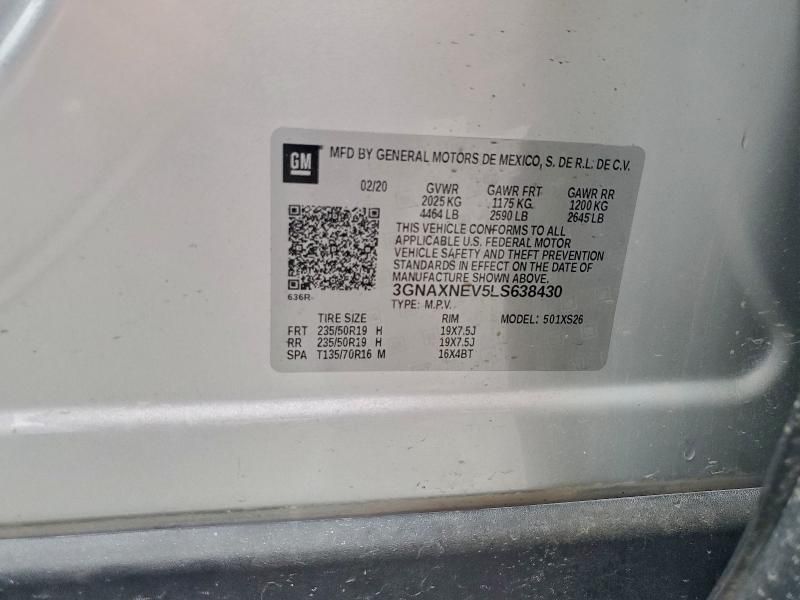 GM MFD BY GENERAL MOTORS DE MEXICO, S. DE R.L. DE C.V.
02/20 GVWR GAWR FRT GAWR RR
2025 KG 1175 KG 1200 KG
4464 LB 2590 LB 2645 LB
THIS VEHICLE CONFORMS TO ALL
APPLICABLE U.S. FEDERAL MOTOR
VEHICLE SAFETY AND THEFT PREVENTION
STANDARDS IN EFFECT ON THE DATE OF
MANUFACTURE SHOWN ABOVE.
636R 3GNAXNEV5LS638430
TYPE: M.P.V.
TIRE SIZE RIM MODEL: 501XS26
FRT 235/50R19 H 19X7.5J
RR 235/50R19 H 19X7.5J
SPA T135/70R16 M 16X4BT